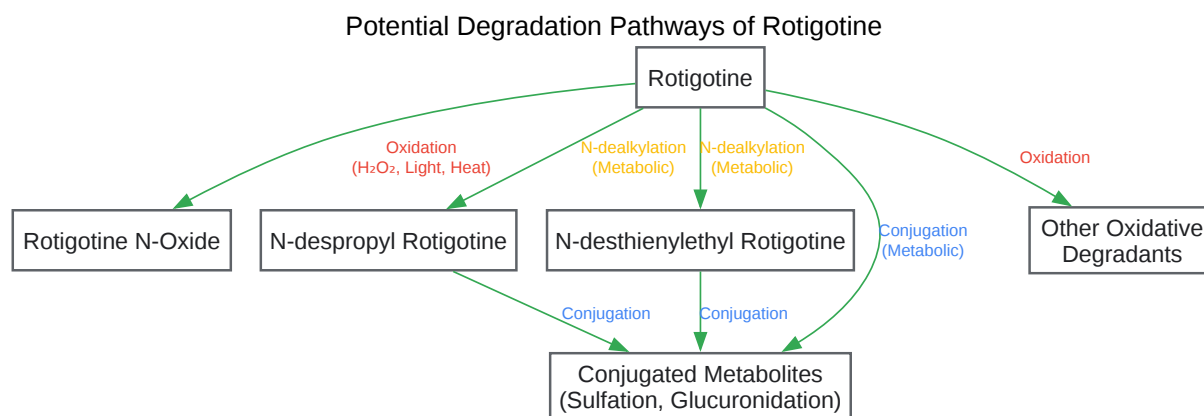 Potential Degradation Pathways of Rotigotine
Rotigotine
Oxidation
(H₂O₂, Light, Heat)
N-dealkylation
(Metabolic)
N-dealkylation
(Metabolic)
Conjugation
(Metabolic)
Oxidation
Rotigotine N-Oxide
N-despropyl Rotigotine
N-desthienylethyl Rotigotine
Other Oxidative
Degradants
Conjugation
Conjugation
Conjugated Metabolites
(Sulfation, Glucuronidation)